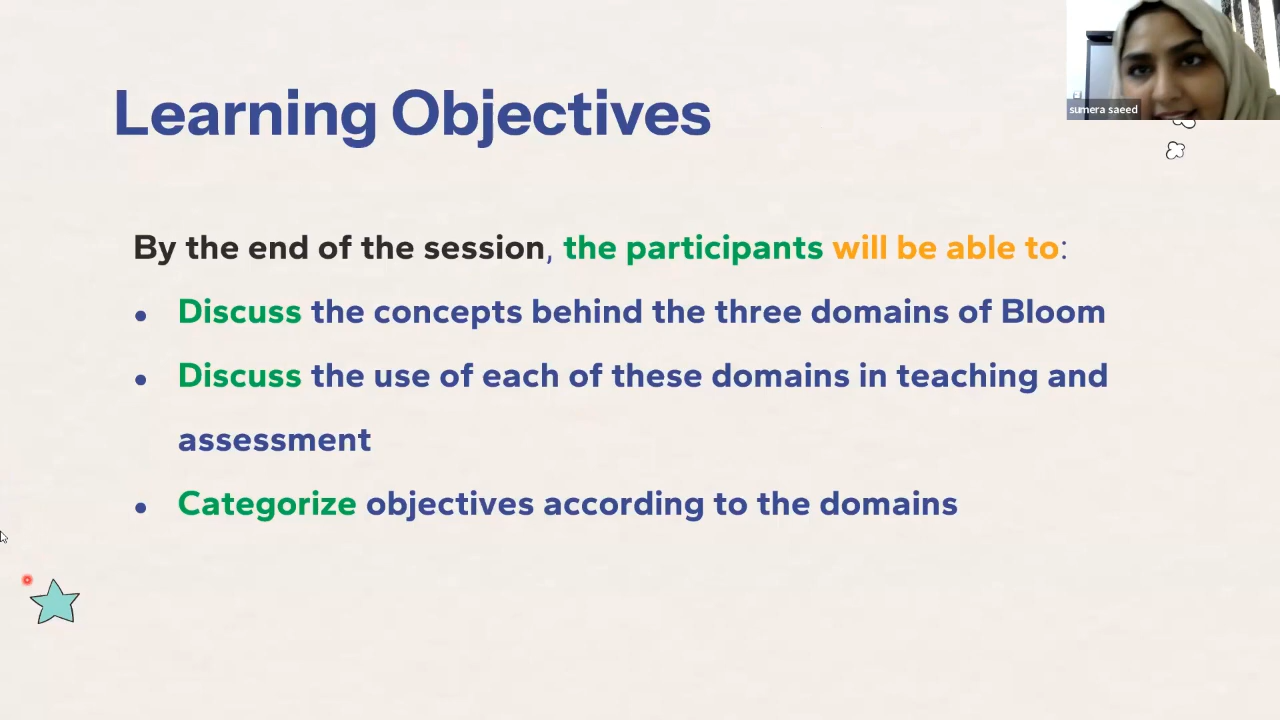 sumera saeed
Learning Objectives
By the end of the session, the participants will be able to:
• Discuss the concepts behind the three domains of Bloom
• Discuss the use of each of these domains in teaching and
assessment
• Categorize objectives according to the domains